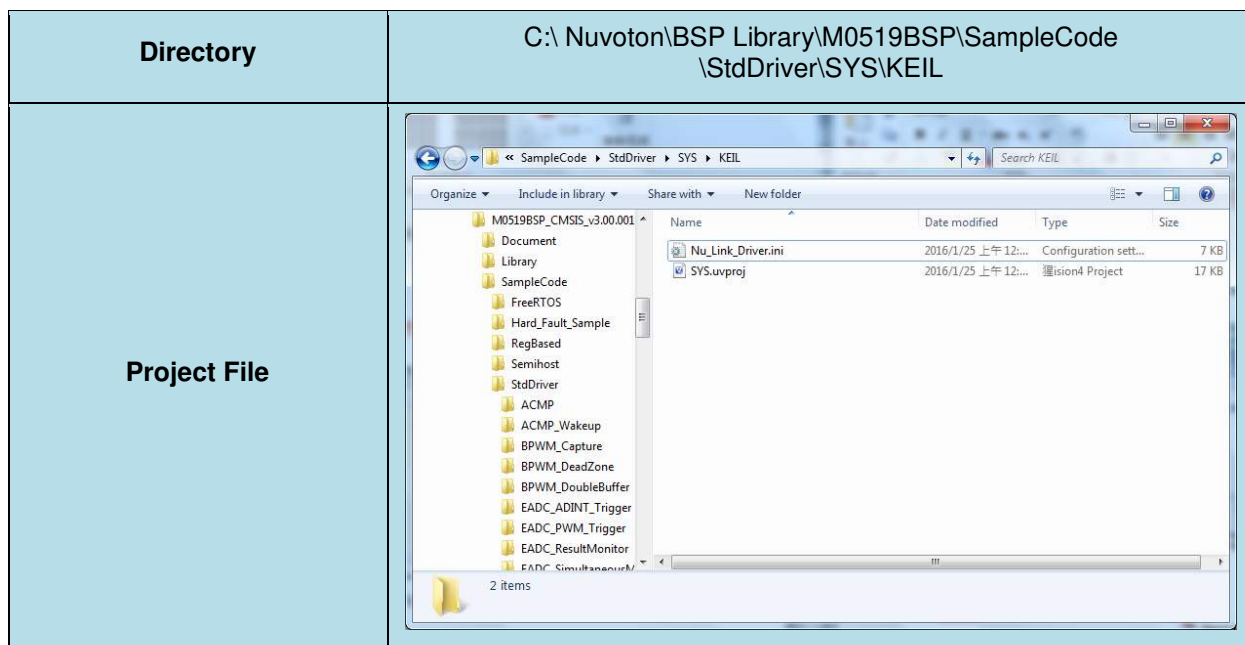 Directory
C:\ Nuvoton\BSP Library\M0519BSP\SampleCode
\StdDriver\SYS\KEIL
Project File
« SampleCode ▸ StdDriver ▸ SYS ▸ KEIL
Search KEIL
Organize ▾ Include in library ▾ Share with ▾ New folder
M0519BSP_CMSIS_v3.00.001
Document
Library
SampleCode
FreeRTOS
Hard_Fault_Sample
RegBased
Semihost
StdDriver
ACMP
ACMP_Wakeup
BPWM_Capture
BPWM_DeadZone
BPWM_DoubleBuffer
EADC_ADINT_Trigger
EADC_PWM_Trigger
EADC_ResultMonitor
Name Date modified Type Size
Nu_Link_Driver.ini 2016/1/25 上午 12:... Configuration sett... 7 KB
SYS.uvproj 2016/1/25 上午 12:... ision4 Project 17 KB
2 items